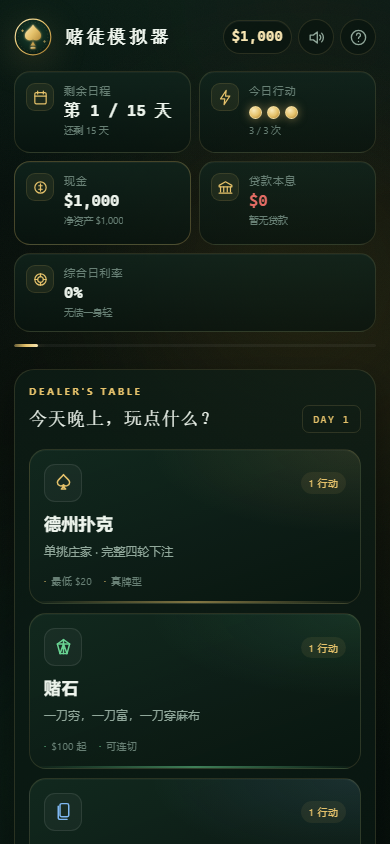 赌徒模拟器
$1,000
剩余日程
第 1 / 15 天
还剩 15 天
今日行动
3 / 3 次
现金
$1,000
净资产 $1,000
贷款本息
$0
暂无贷款
综合日利率
0%
无债一身轻
DEALER'S TABLE
今天晚上，玩点什么？
DAY 1
1 行动
德州扑克
单挑庄家 · 完整四轮下注
· 最低 $20 · 真牌型
1 行动
赌石
一刀穷，一刀富，一刀穿麻布
· $100 起 · 可连切
1 行动